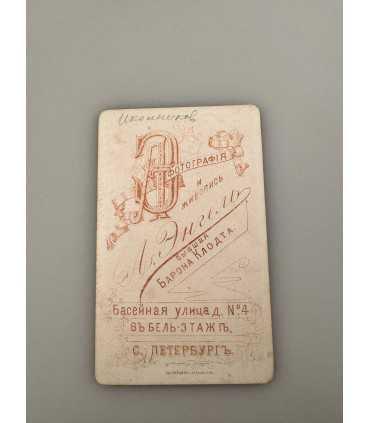 Иконников
ФОТОГРАФІЯ
И
ЖИВОПИСЬ
Л. Энгель
БЫВШАЯ
БАРОНА КЛОДТА.
Басейная улица д. №4
ВЪ БЕЛЬ-ЭТАЖѢ,
С. ПЕТЕРБУРГЪ.